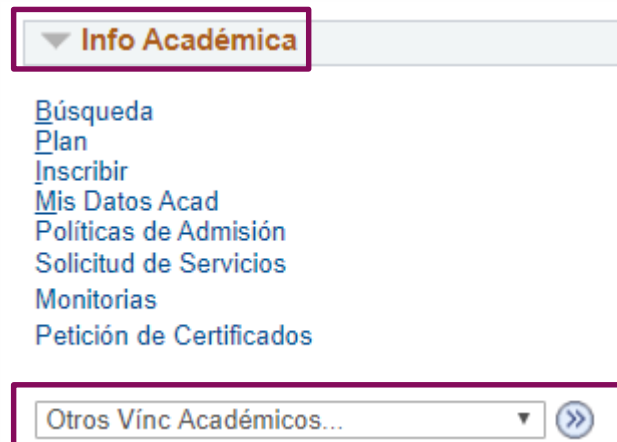 Info Académica
Búsqueda
Plan
Inscribir
Mis Datos Acad
Políticas de Admisión
Solicitud de Servicios
Monitorias
Petición de Certificados
Otros Vínc Académicos...